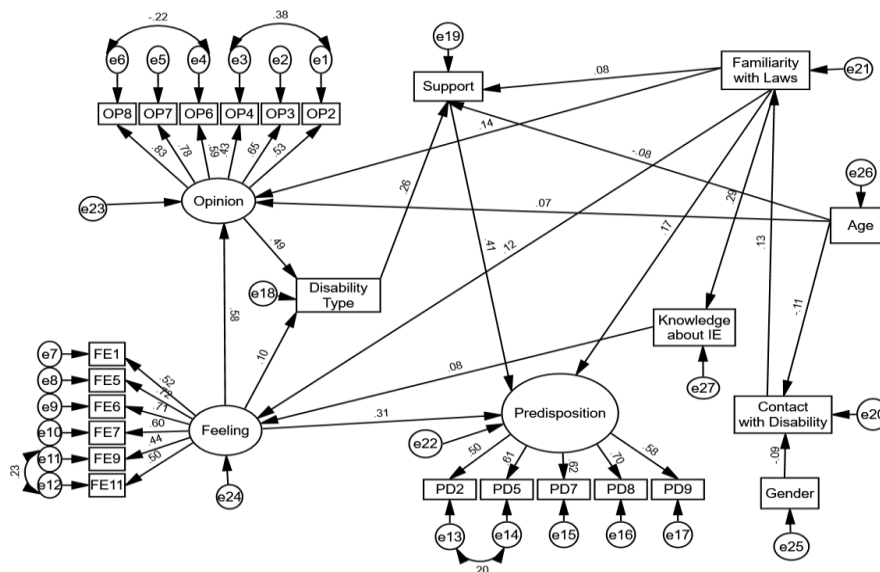 -.22
.38
e6
e5
e4
e3
e2
e1
e19
Familiarity
with Laws
e21
Support
.08
OP8
OP7
OP6
OP4
OP3
OP2
.83
.78
.59
.43
.65
.53
.14
-.08
.29
e26
e23
Opinion
.07
Age
.26
.49
.41
.12
.17
.13
-.11
e18
Disability
Type
.58
.10
Knowledge
about IE
e27
.08
e7
FE1
.52
e8
FE5
.72
e9
FE6
.71
e10
FE7
.60
e11
FE9
.44
e12
FE11
.50
.23
Feeling
e24
.31
Predisposition
e22
Contact
with Disability
e20
-.09
Gender
e25
.50
.61
.62
.70
.58
PD2
PD5
PD7
PD8
PD9
e13
e14
e15
e16
e17
.20